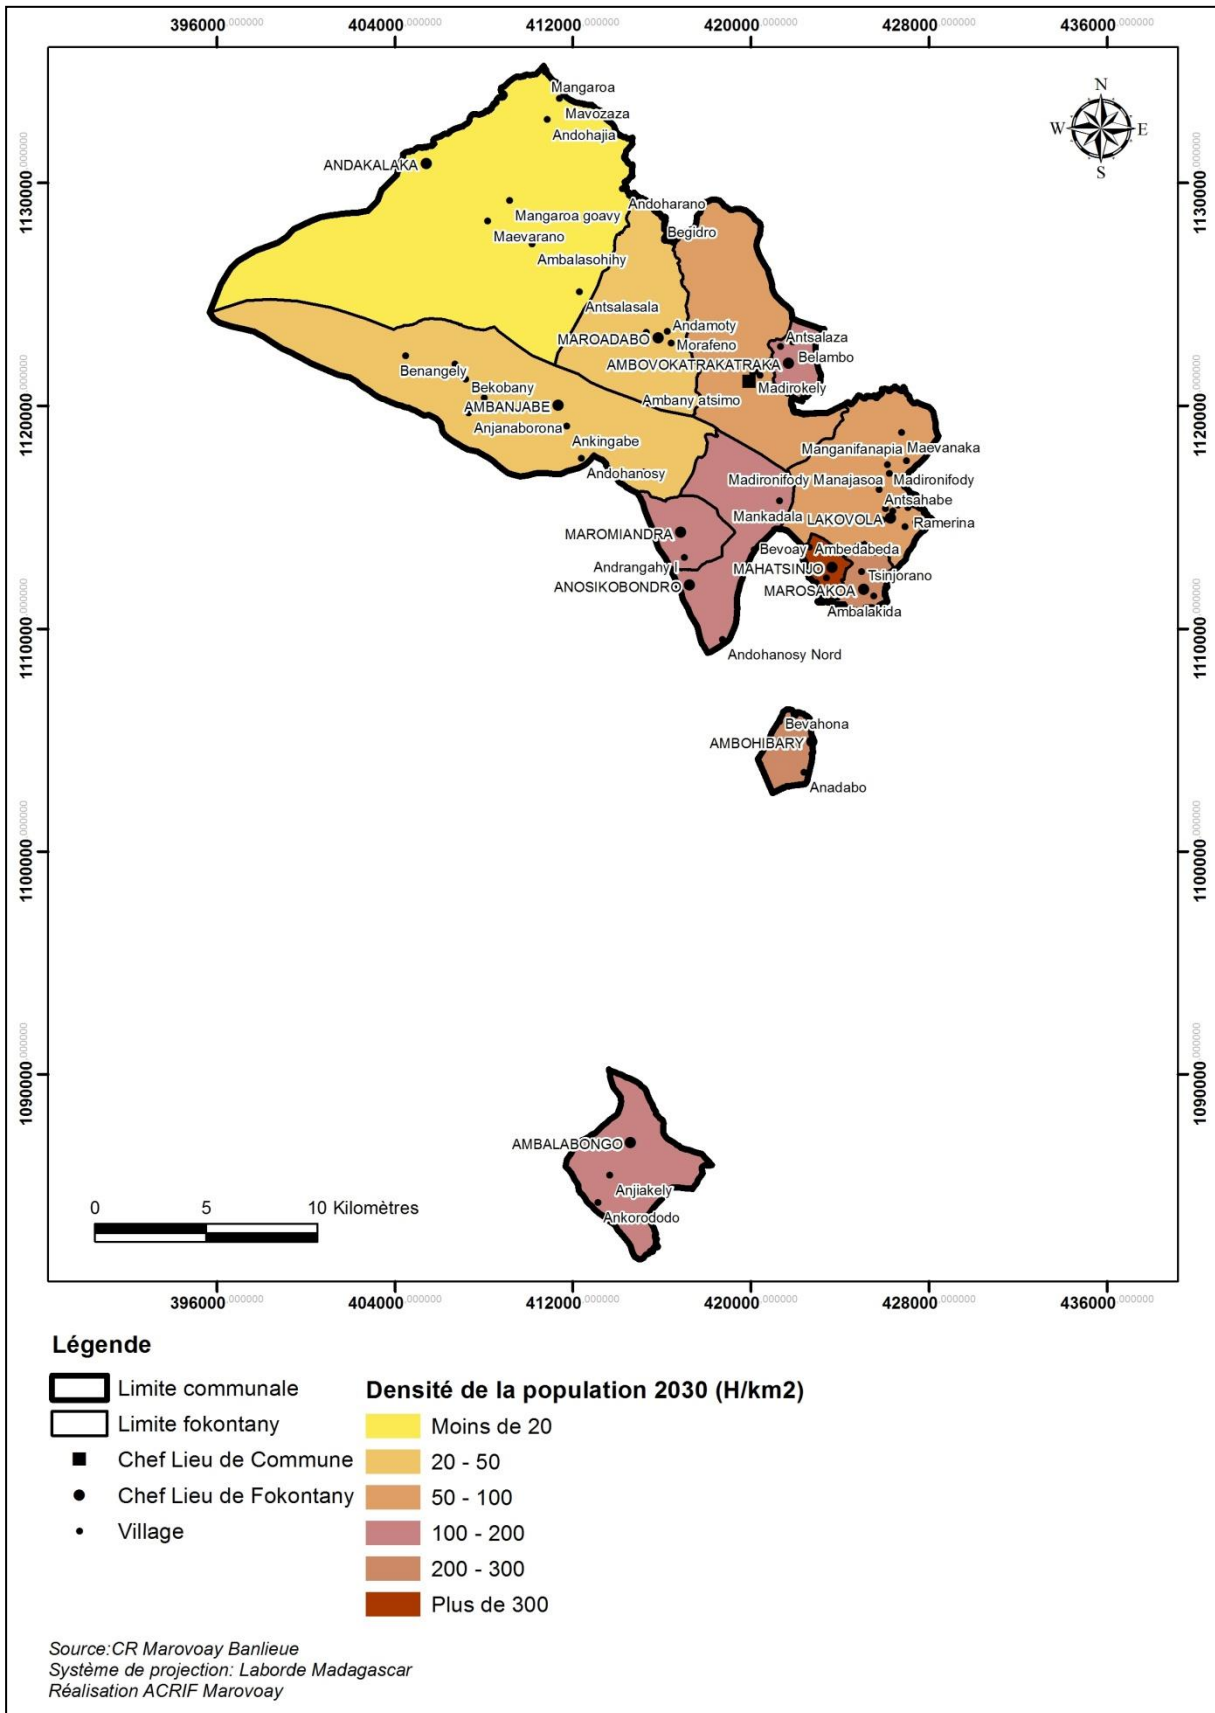 396000.000000 404000.000000 412000.000000 420000.000000 428000.000000 436000.000000
N
W E
S
1130000.000000
1130000.000000
1120000.000000
1120000.000000
1110000.000000
1110000.000000
1100000.000000
1100000.000000
1090000.000000
1090000.000000
Mangaroa
Mavozaza
Andohajia
ANDAKALAKA
Andoharano
Mangaroa goavy
Begidro
Maevarano
Ambalasohihy
Antsalasala
Andamoty
MAROADABO
Morafeno
Antsalaza
AMBOVOKATRAKATRAKA
Belambo
Benangely
Bekobany
Madirokely
AMBANJABE
Ambany atsimo
Anjanaborona
Ankingabe
Manganifanapia
Maevanaka
Andohanosy
Madironifody
Manajasoa
Madironifody
Antsahabe
Mankadala
LAKOVOLA
Ramerina
MAROMIANDRA
Bevoay
Ambedabeda
Andrangahy I
MAHATSINJO
Tsinjorano
ANOSIKOBONDRO
MAROSAKOA
Ambalakida
Andohanosy Nord
Bevahona
AMBOHIBARY
Anadabo
AMBALABONGO
Anjiakely
Ankorododo
0 5 10 Kilomètres
396000.000000 404000.000000 412000.000000 420000.000000 428000.000000 436000.000000
Légende
Limite communale
Limite fokontany
Chef Lieu de Commune
Chef Lieu de Fokontany
Village
Densité de la population 2030 (H/km2)
Moins de 20
20 - 50
50 - 100
100 - 200
200 - 300
Plus de 300
Source:CR Marovoay Banlieue
Système de projection: Laborde Madagascar
Réalisation ACRIF Marovoay